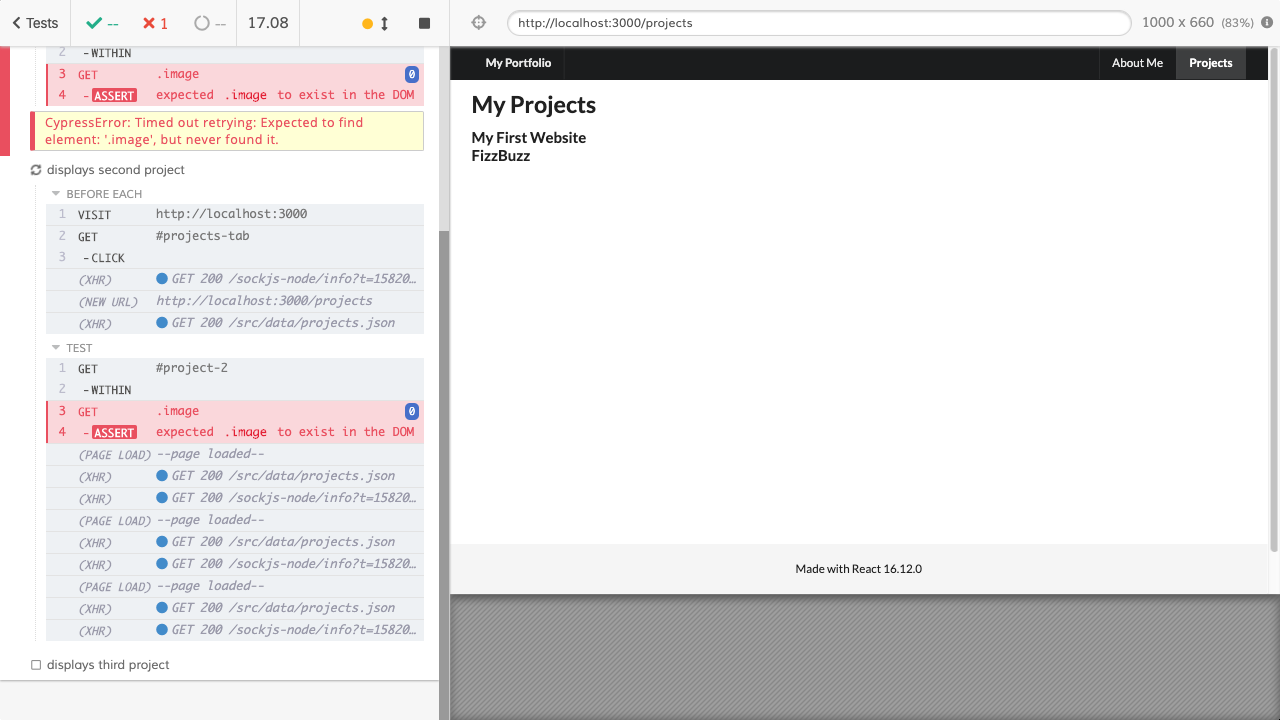 Tests
--
1
--
17.08
2 -WITHIN
3 GET .image 0
4 -ASSERT expected .image to exist in the DOM
CypressError: Timed out retrying: Expected to find
element: '.image', but never found it.
displays second project
BEFORE EACH
1 VISIT http://localhost:3000
2 GET #projects-tab
3 -CLICK
(XHR) GET 200 /sockjs-node/info?t=15820…
(NEW URL) http://localhost:3000/projects
(XHR) GET 200 /src/data/projects.json
TEST
1 GET #project-2
2 -WITHIN
3 GET .image 0
4 -ASSERT expected .image to exist in the DOM
(PAGE LOAD) --page loaded--
(XHR) GET 200 /src/data/projects.json
(XHR) GET 200 /sockjs-node/info?t=15820…
(PAGE LOAD) --page loaded--
(XHR) GET 200 /src/data/projects.json
(XHR) GET 200 /sockjs-node/info?t=15820…
(PAGE LOAD) --page loaded--
(XHR) GET 200 /src/data/projects.json
(XHR) GET 200 /sockjs-node/info?t=15820…
displays third project
http://localhost:3000/projects
1000 x 660 (83%)
My Portfolio
About Me
Projects
My Projects
My First Website
FizzBuzz
Made with React 16.12.0